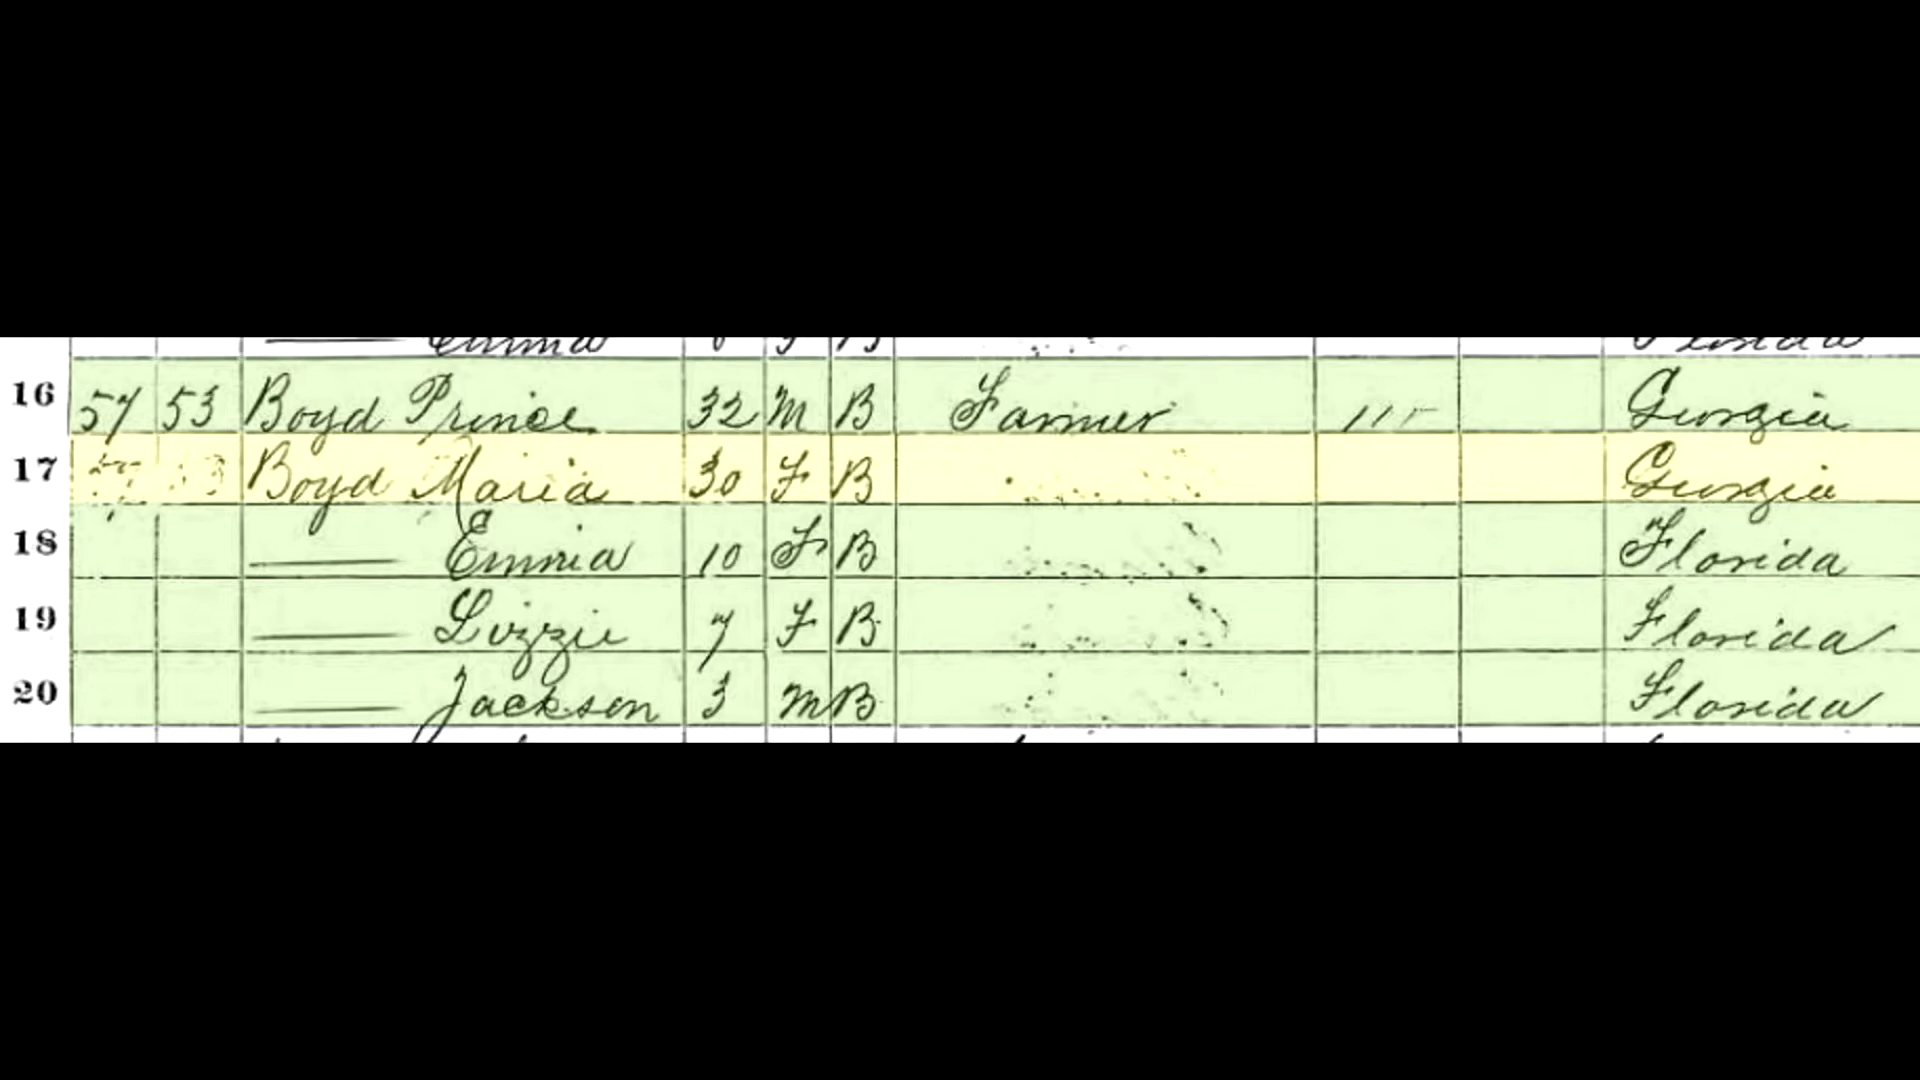 16 57 53 Boyd Prince 32 M B Farmer Georgia
17 Boyd Maria 30 F B Georgia
18 —— Emma 10 F B Florida
19 —— Lizzie 7 F B Florida
20 —— Jackson 3 M B Florida